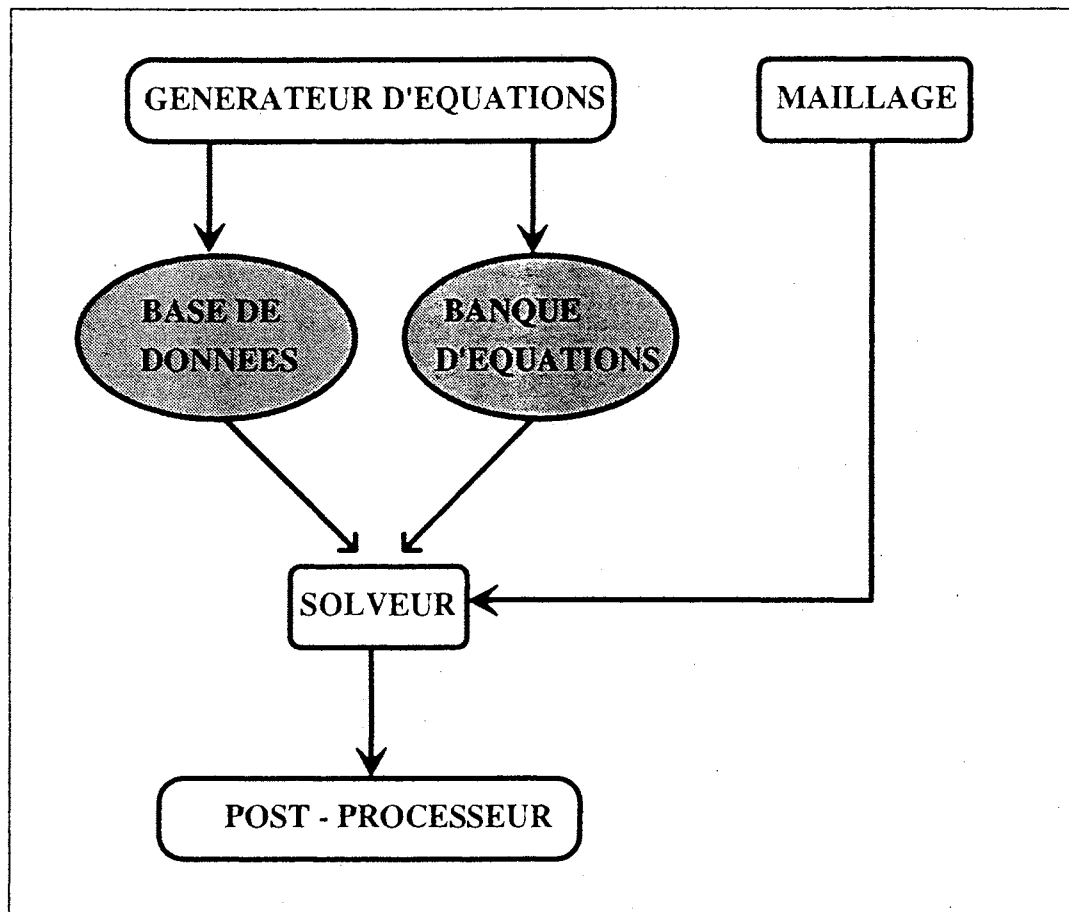 GENERATEUR D'EQUATIONS
MAILLAGE
BASE DE
DONNEES
BANQUE
D'EQUATIONS
SOLVEUR
POST - PROCESSEUR